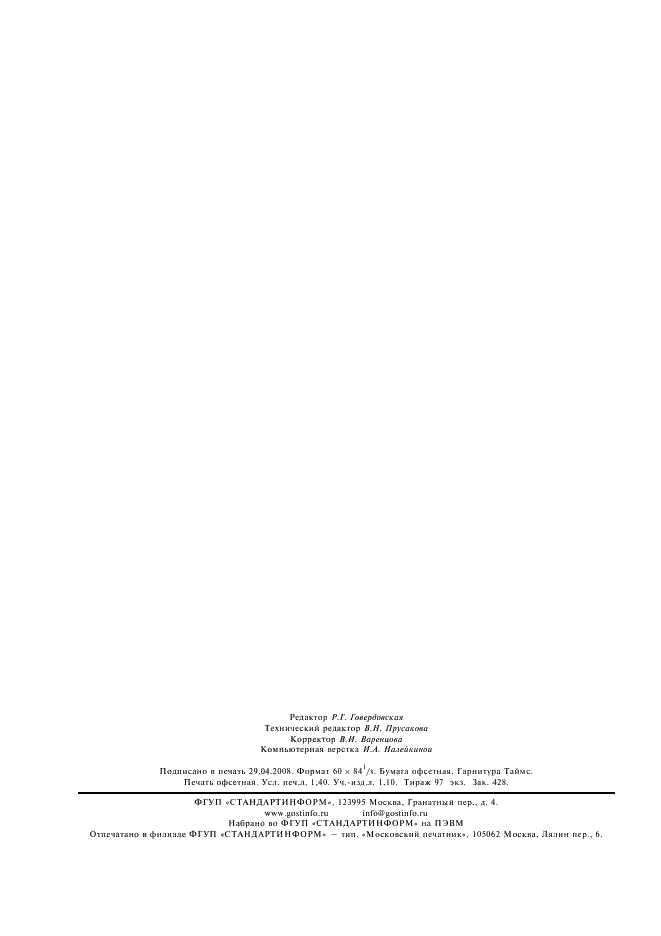 Редактор Р.Г. Говердовская
Технический редактор В.Н. Прусакова
Корректор В.И. Варенцова
Компьютерная верстка И.А. Налейкиной
Подписано в печать 29.04.2008. Формат 60 × 84 1/8. Бумага офсетная. Гарнитура Таймс.
Печать офсетная. Усл. печ.л. 1,40. Уч.-изд.л. 1,10. Тираж 97 экз. Зак. 428.
ФГУП «СТАНДАРТИНФОРМ», 123995 Москва, Гранатный пер., д. 4.
www.gostinfo.ru info@gostinfo.ru
Набрано во ФГУП «СТАНДАРТИНФОРМ» на ПЭВМ
Отпечатано в филиале ФГУП «СТАНДАРТИНФОРМ» — тип. «Московский печатник», 105062 Москва, Лялин пер., 6.